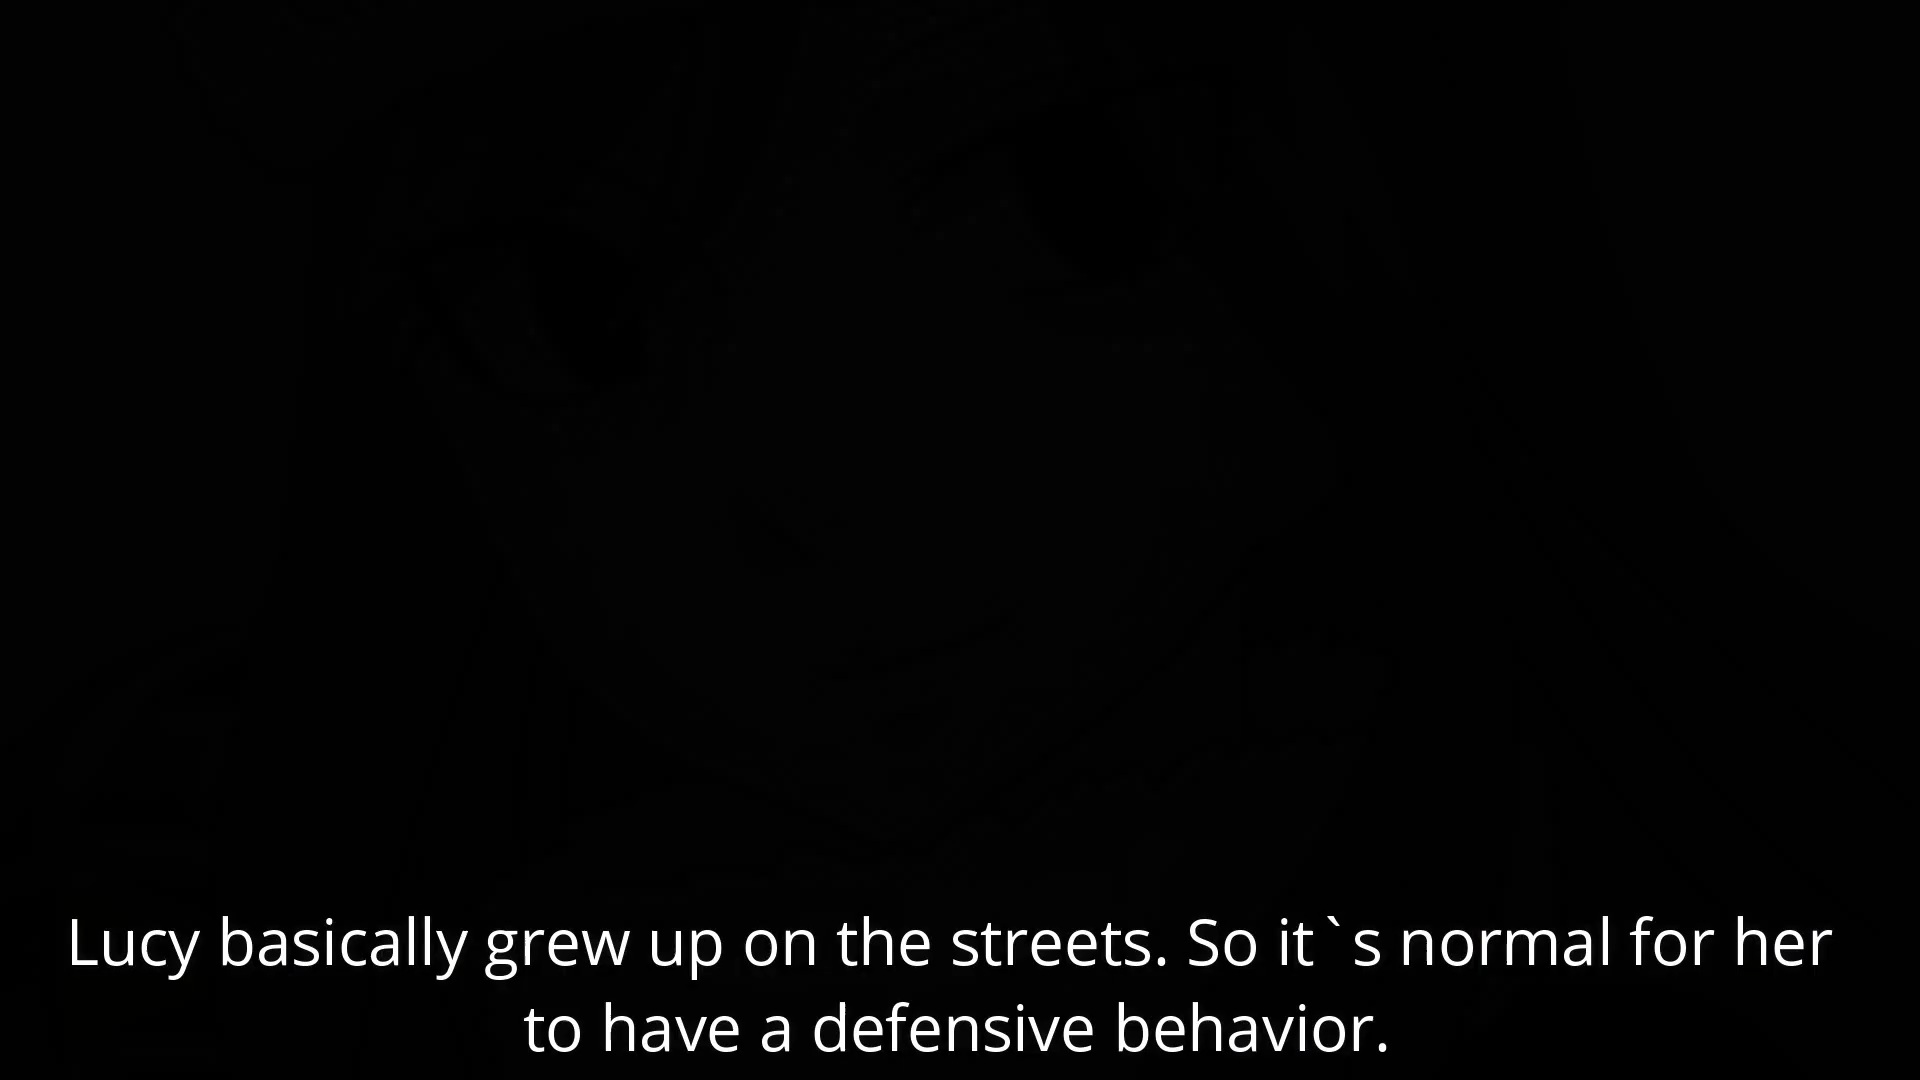 Lucy basically grew up on the streets. So it`s normal for her
to have a defensive behavior.